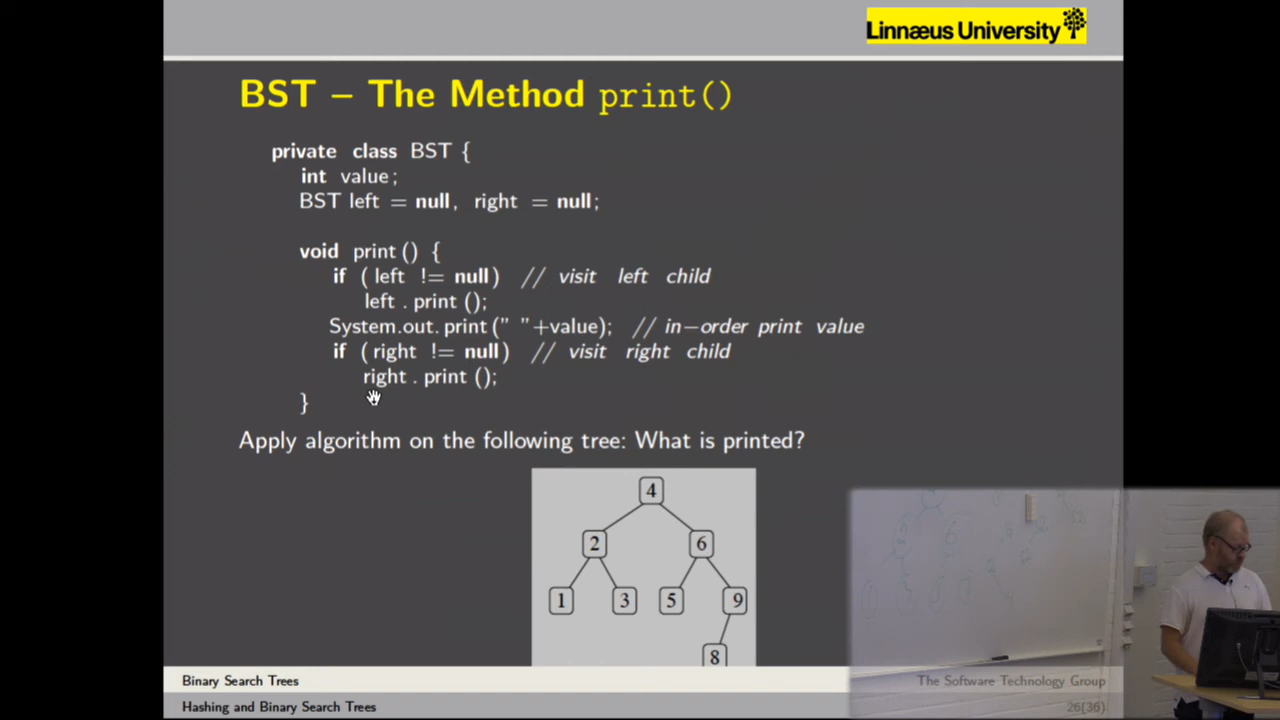 Linnæus University
BST – The Method print()
private class BST {
int value;
BST left = null, right = null;
void print() {
if (left != null) // visit left child
left.print();
System.out.print(" "+value); // in-order print value
if (right != null) // visit right child
right.print();
}
Apply algorithm on the following tree: What is printed?
4
2 6
1 3 5 9
8
Binary Search Trees The Software Technology Group
Hashing and Binary Search Trees 26(36)